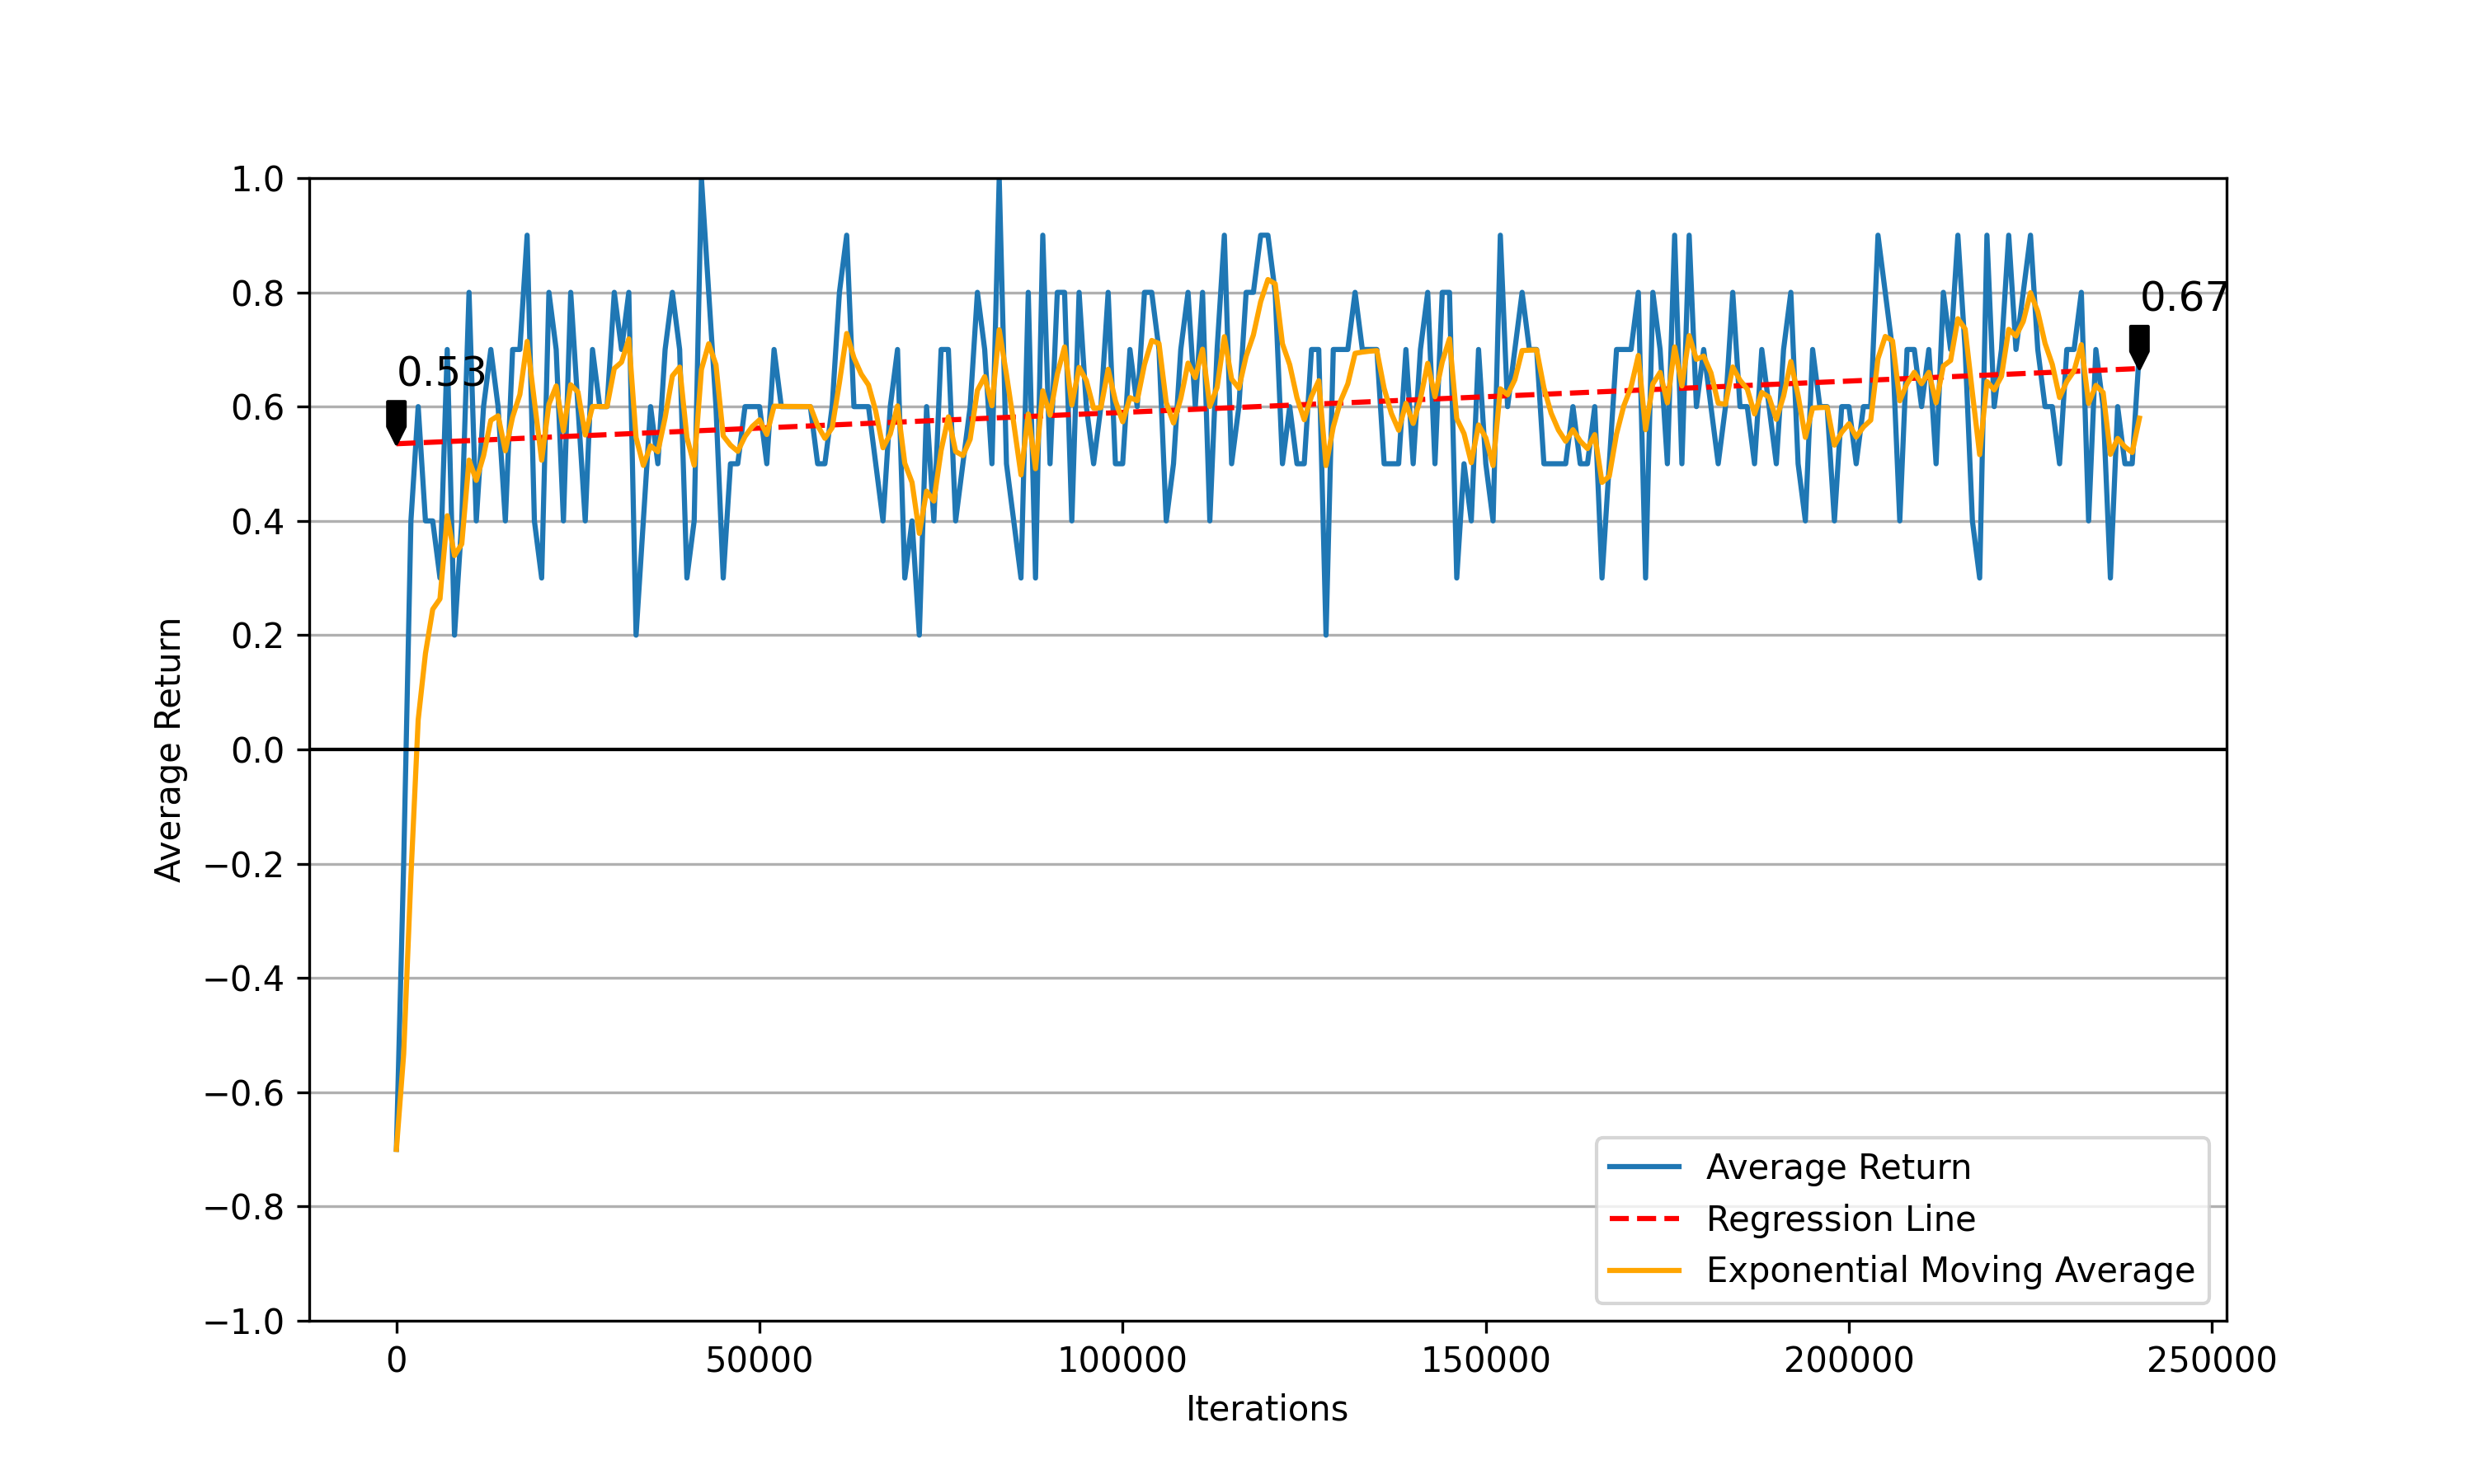 1.0
0.8
0.6
0.4
0.2
0.0
−0.2
−0.4
−0.6
−0.8
−1.0
Average Return
0.53
0.67
Average Return
Regression Line
Exponential Moving Average
0 50000 100000 150000 200000 250000
Iterations